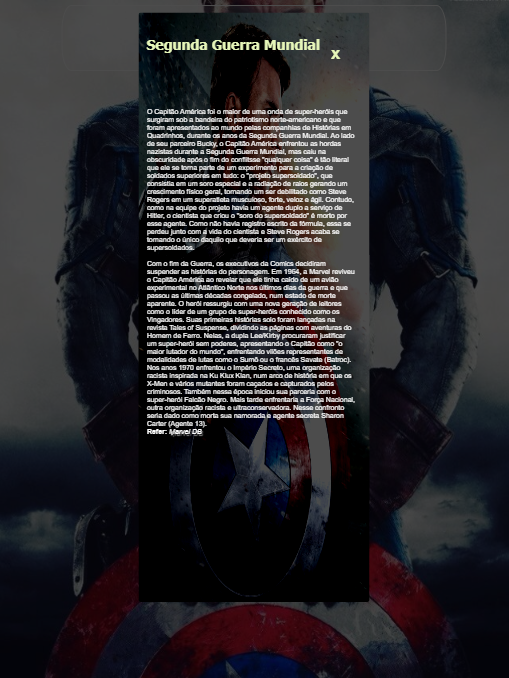 Segunda Guerra Mundial
x
O Capitão América foi o maior de uma onda de super-heróis que
surgiram sob a bandeira do patriotismo norte-americano e que
foram apresentados ao mundo pelas companhias de Histórias em
Quadrinhos, durante os anos da Segunda Guerra Mundial. Ao lado
de seu parceiro Bucky, o Capitão América enfrentou as hordas
nazistas durante a Segunda Guerra Mundial, mas caiu na
obscuridade após o fim do conflitsse "qualquer coisa" é tão literal
que ele se torna parte de um experimento para a criação de
soldados superiores em tudo: o "projeto supersoldado", que
consistia em um soro especial e a radiação de raios gerando um
crescimento físico geral, tornando um ser debilitado como Steve
Rogers em um superatleta musculoso, forte, veloz e ágil. Contudo,
como na equipe do projeto havia um agente duplo a serviço de
Hitler, o cientista que criou o "soro do supersoldado" é morto por
esse agente. Como não havia registro escrito da fórmula, essa se
perdeu junto com a vida do cientista e Steve Rogers acaba se
tornando o único daquilo que deveria ser um exército de
supersoldados.
Com o fim da Guerra, os executivos da Comics decidiram
suspender as histórias do personagem. Em 1964, a Marvel reviveu
o Capitão América ao revelar que ele tinha caído de um avião
experimental no Atlântico Norte nos últimos dias da guerra e que
passou as últimas décadas congelado, num estado de morte
aparente. O herói ressurgiu com uma nova geração de leitores
como o líder de um grupo de super-heróis conhecido como os
Vingadores. Suas primeiras histórias solo foram lançadas na
revista Tales of Suspense, dividindo as páginas com aventuras do
Homem de Ferro. Nelas, a dupla Lee/Kirby procuraram justificar
um super-herói sem poderes, apresentando o Capitão como "o
maior lutador do mundo", enfrentando vilões representantes de
modalidades de lutas como o Sumô ou o francês Savate (Batroc).
Nos anos 1970 enfrentou o Império Secreto, uma organização
racista inspirada na Ku Klux Klan, num arco de história em que os
X-Men e vários mutantes foram caçados e capturados pelos
criminosos. Também nessa época iniciou sua parceria com o
super-herói Falcão Negro. Mais tarde enfrentaria a Força Nacional,
outra organização racista e ultraconservadora. Nesse confronto
seria dado como morta sua namorada e agente secreta Sharon
Carter (Agente 13).
Refer: Marvel DB